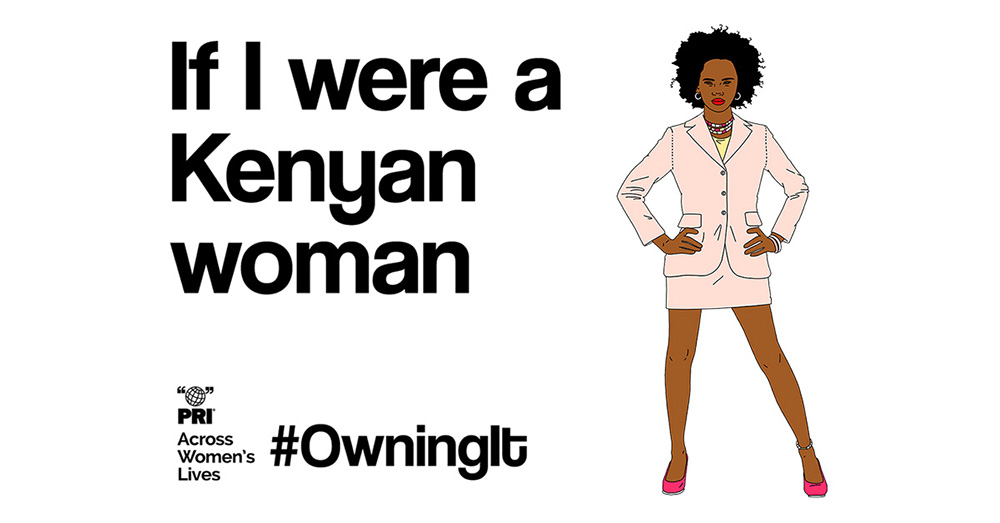 If I were a
Kenyan
woman
“ ”
PRI
Across
Women's
Lives
#OwningIt